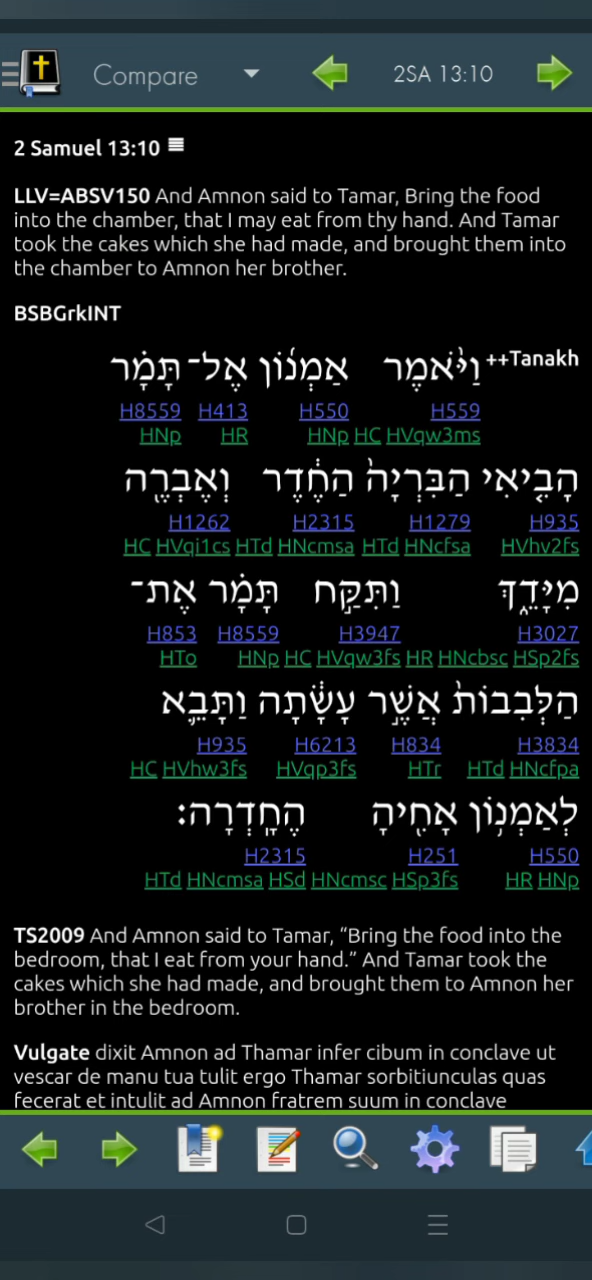 Compare
2SA 13:10
2 Samuel 13:10
LLV=ABSV150 And Amnon said to Tamar, Bring the food
into the chamber, that I may eat from thy hand. And Tamar
took the cakes which she had made, and brought them into
the chamber to Amnon her brother.
BSBGrkINT
++Tanakh וַיֹּ֨אמֶר אַמְנ֜וֹן אֶל־תָּמָ֗ר
H8559 H413 H550 H559
HNp HR HNp HC HVqw3ms
הָבִ֤יאִי הַבִּרְיָה֙ הַחֶ֔דֶר וְאֶבְרֶ֖ה
H1262 H2315 H1279 H935
HC HVqi1cs HTd HNcmsa HTd HNcfsa HVhv2fs
מִיָּדֵ֑ךְ וַתִּקַּ֣ח תָּמָ֗ר אֶת־
H853 H8559 H3947 H3027
HTo HNp HC HVqw3fs HR HNcbsc HSp2fs
הַלְּבִבוֹת֙ אֲשֶׁ֣ר עָשָׂ֔תָה וַתָּבֵ֛א
H935 H6213 H834 H3834
HC HVhw3fs HVqp3fs HTr HTd HNcfpa
לְאַמְנ֥וֹן אָחִ֖יהָ הֶחָֽדְרָה׃
H2315 H251 H550
HTd HNcmsa HSd HNcmsc HSp3fs HR HNp
TS2009 And Amnon said to Tamar, “Bring the food into the
bedroom, that I eat from your hand.” And Tamar took the
cakes which she had made, and brought them to Amnon her
brother in the bedroom.
Vulgate dixit Amnon ad Thamar infer cibum in conclave ut
vescar de manu tua tulit ergo Thamar sorbitiunculas quas
fecerat et intulit ad Amnon fratrem suum in conclave